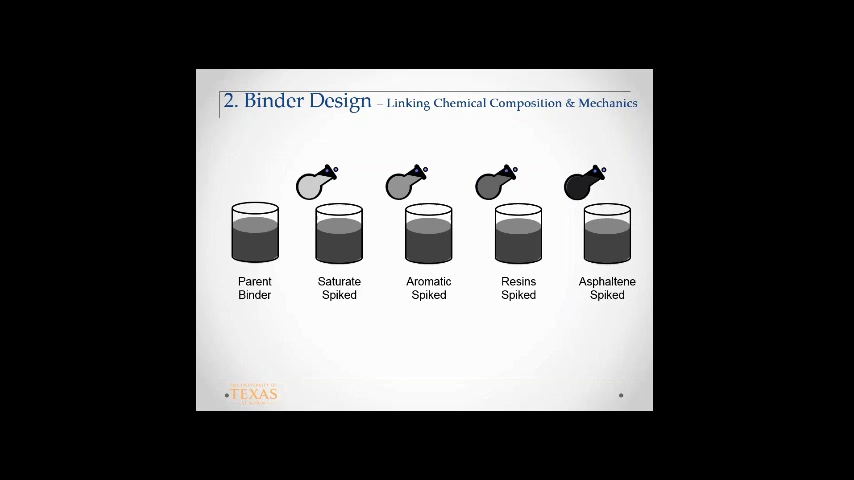 2. Binder Design – Linking Chemical Composition & Mechanics
Parent
Binder
Saturate
Spiked
Aromatic
Spiked
Resins
Spiked
Asphaltene
Spiked
TEXAS